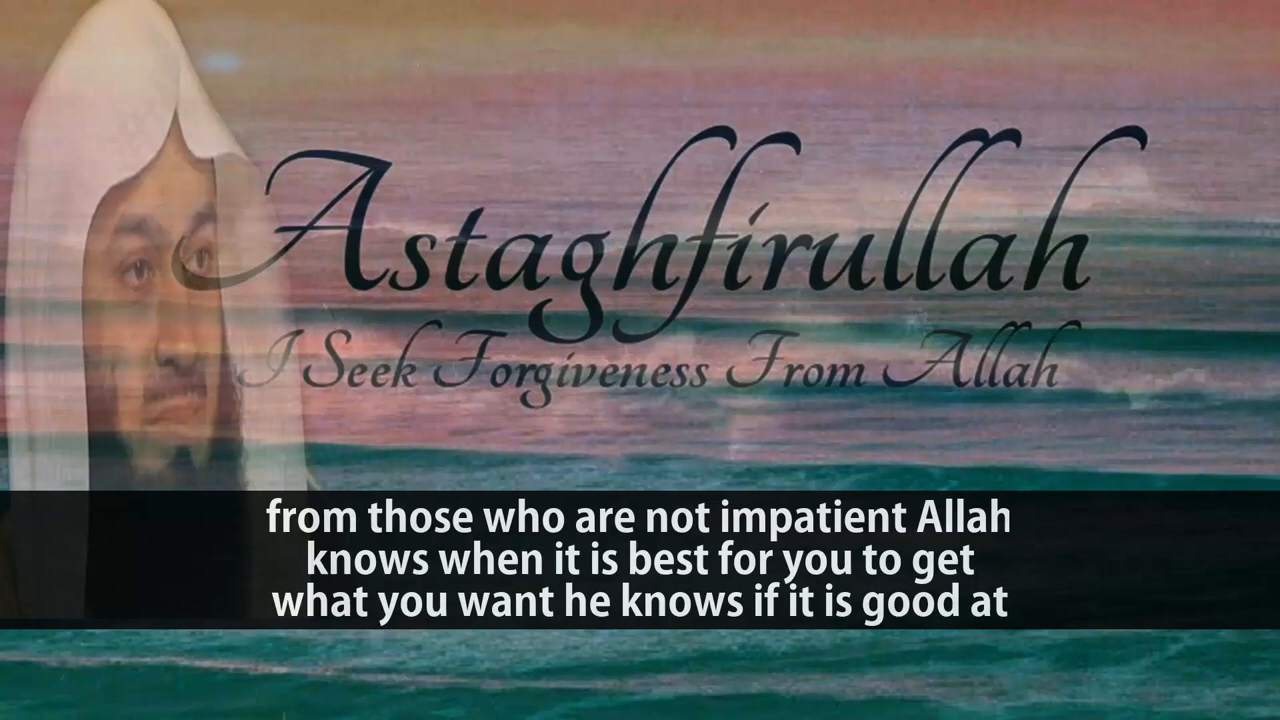 Astaghfirullah
I Seek Forgiveness From Allah
from those who are not impatient Allah
knows when it is best for you to get
what you want he knows if it is good at